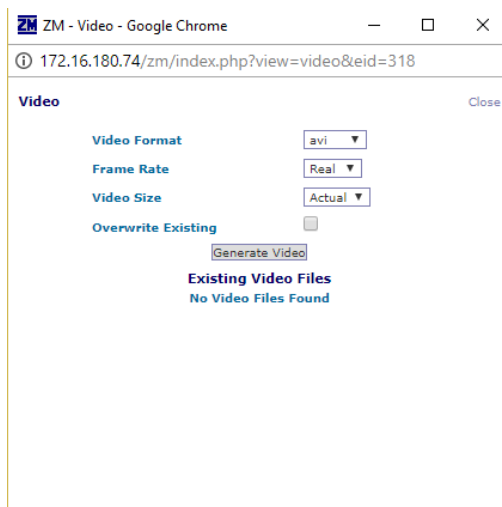 ZM ZM - Video - Google Chrome
172.16.180.74/zm/index.php?view=video&eid=318
Video Close
Video Format avi
Frame Rate Real
Video Size Actual
Overwrite Existing
Generate Video
Existing Video Files
No Video Files Found